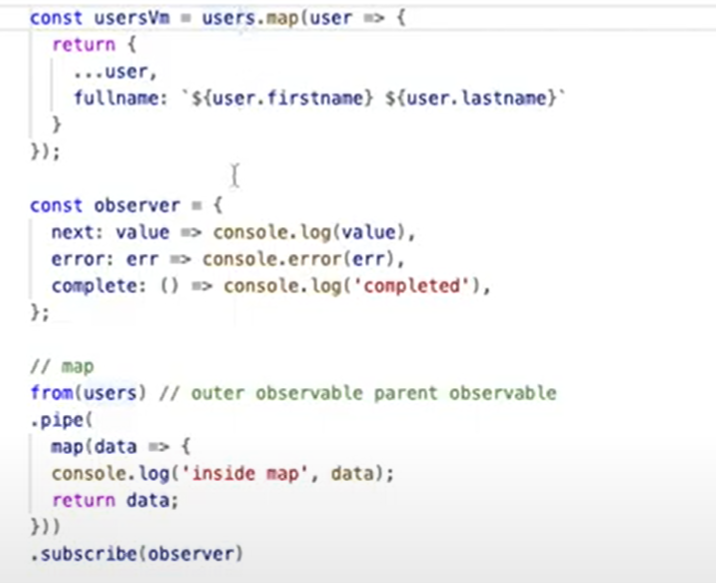 const usersVm = users.map(user => {
  return {
    ...user,
    fullname: `${user.firstname} ${user.lastname}`
  }
});
const observer = {
  next: value => console.log(value),
  error: err => console.error(err),
  complete: () => console.log('completed'),
};
// map
from(users) // outer observable parent observable
.pipe(
  map(data => {
  console.log('inside map', data);
  return data;
}))
.subscribe(observer)